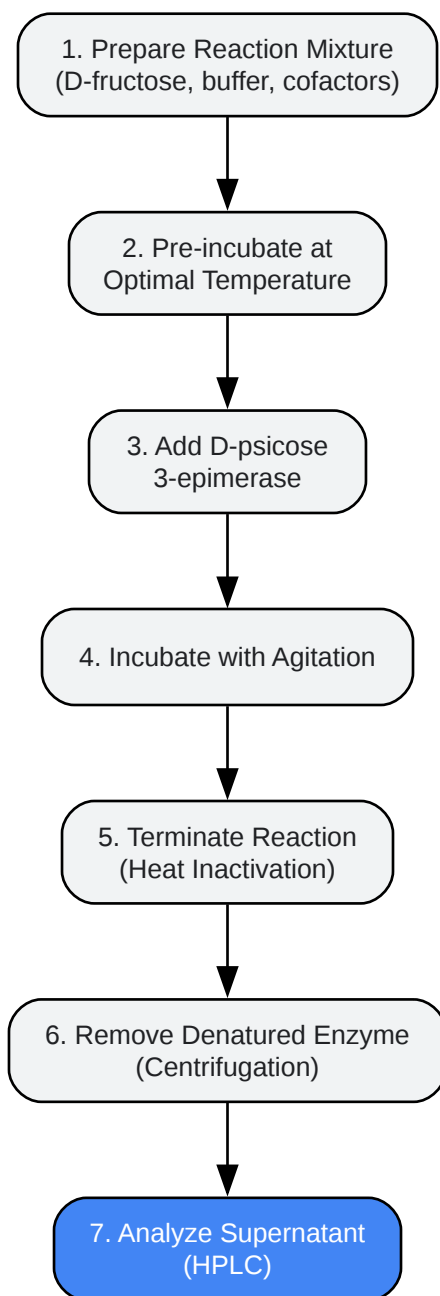 1. Prepare Reaction Mixture
(D-fructose, buffer, cofactors)
2. Pre-incubate at
Optimal Temperature
3. Add D-psicose
3-epimerase
4. Incubate with Agitation
5. Terminate Reaction
(Heat Inactivation)
6. Remove Denatured Enzyme
(Centrifugation)
7. Analyze Supernatant
(HPLC)